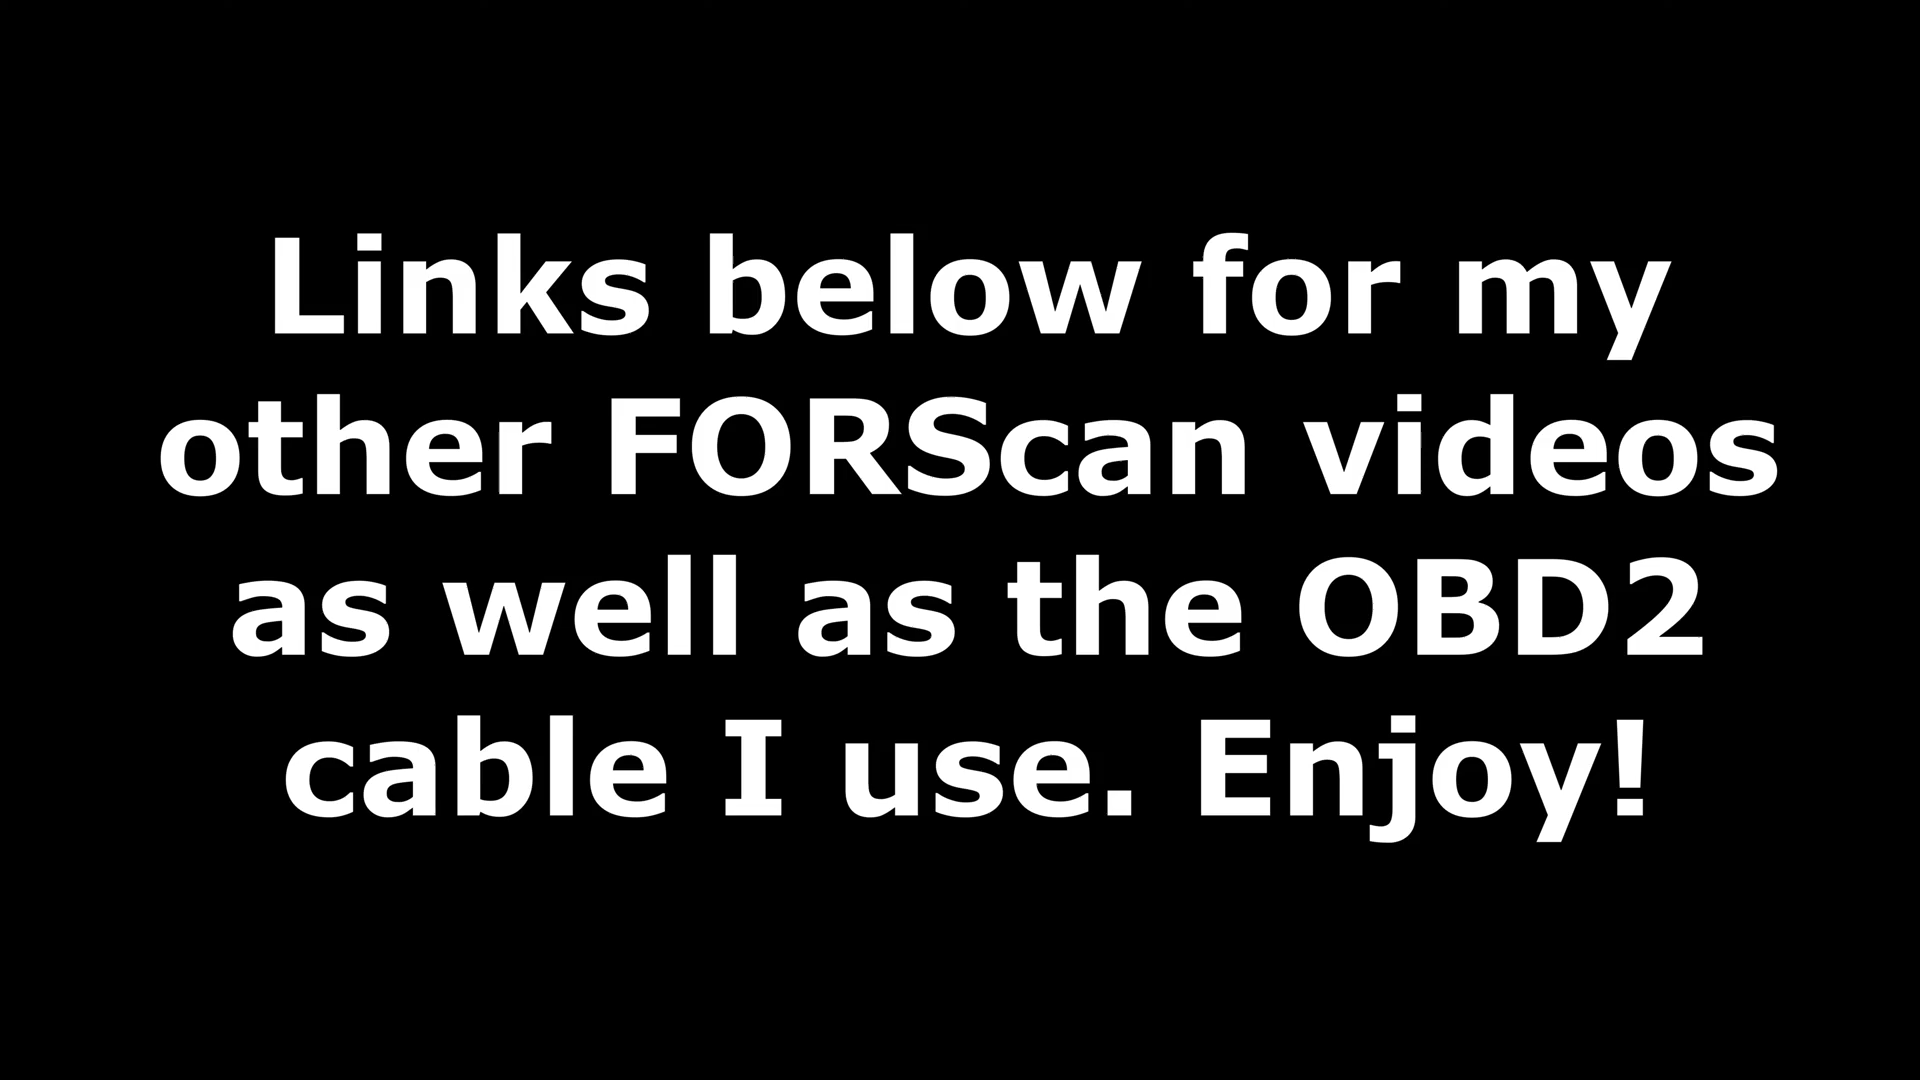 Links below for my
other FORScan videos
as well as the OBD2
cable I use. Enjoy!